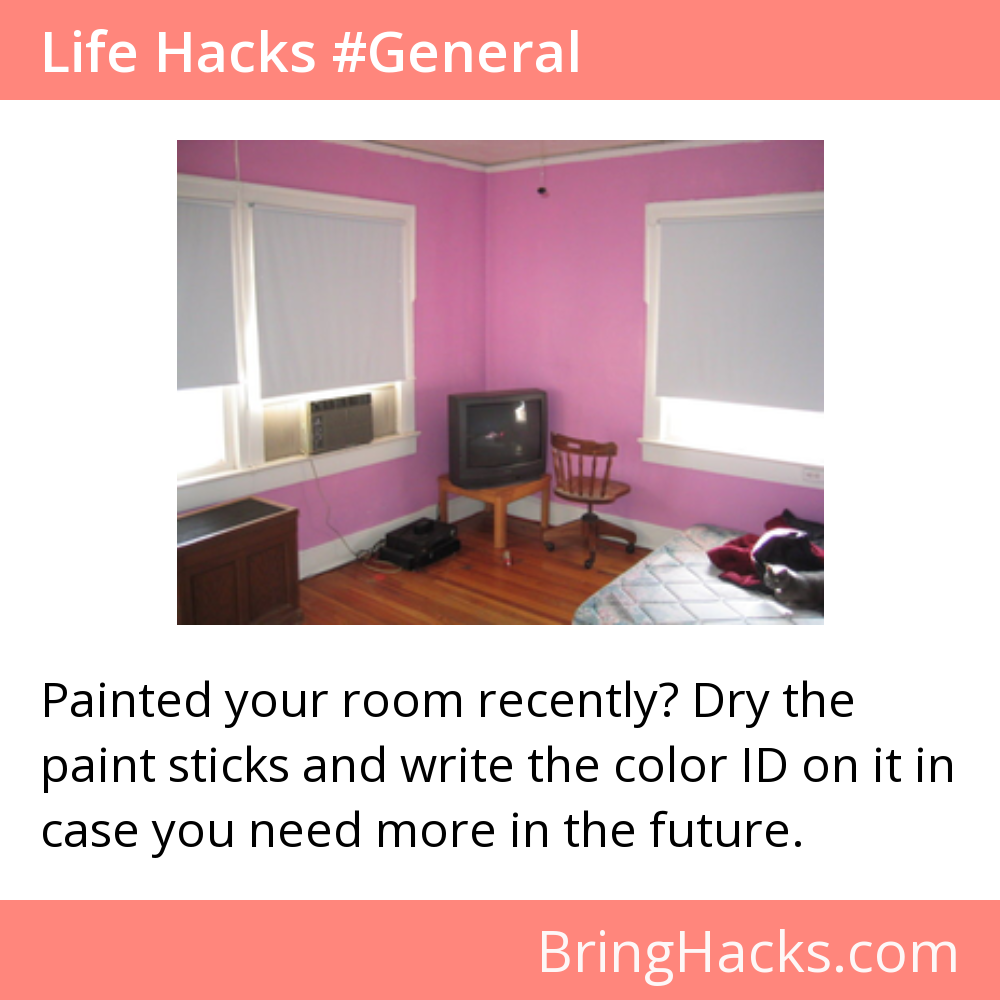 Life Hacks #General
Painted your room recently? Dry the
paint sticks and write the color ID on it in
case you need more in the future.
BringHacks.com